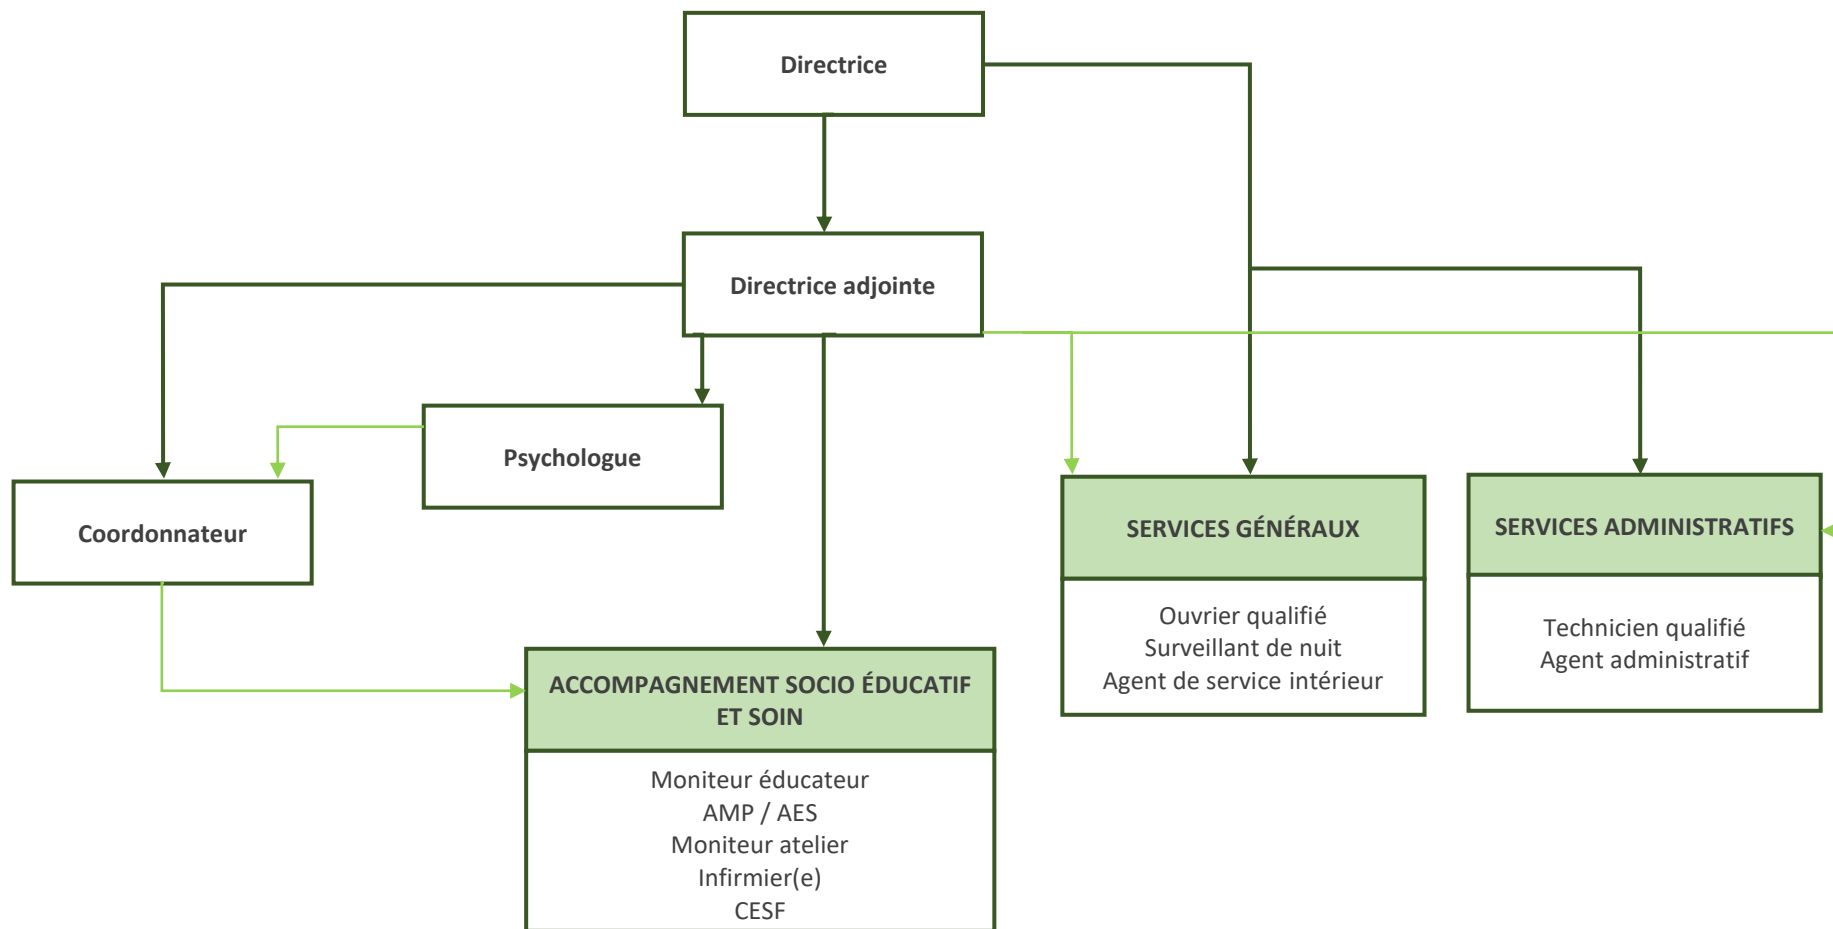 Directrice
Directrice adjointe
Psychologue
Coordonnateur
SERVICES GÉNÉRAUX
Ouvrier qualifié
Surveillant de nuit
Agent de service intérieur
SERVICES ADMINISTRATIFS
Technicien qualifié
Agent administratif
ACCOMPAGNEMENT SOCIO ÉDUCATIF
ET SOIN
Moniteur éducateur
AMP / AES
Moniteur atelier
Infirmier(e)
CESF